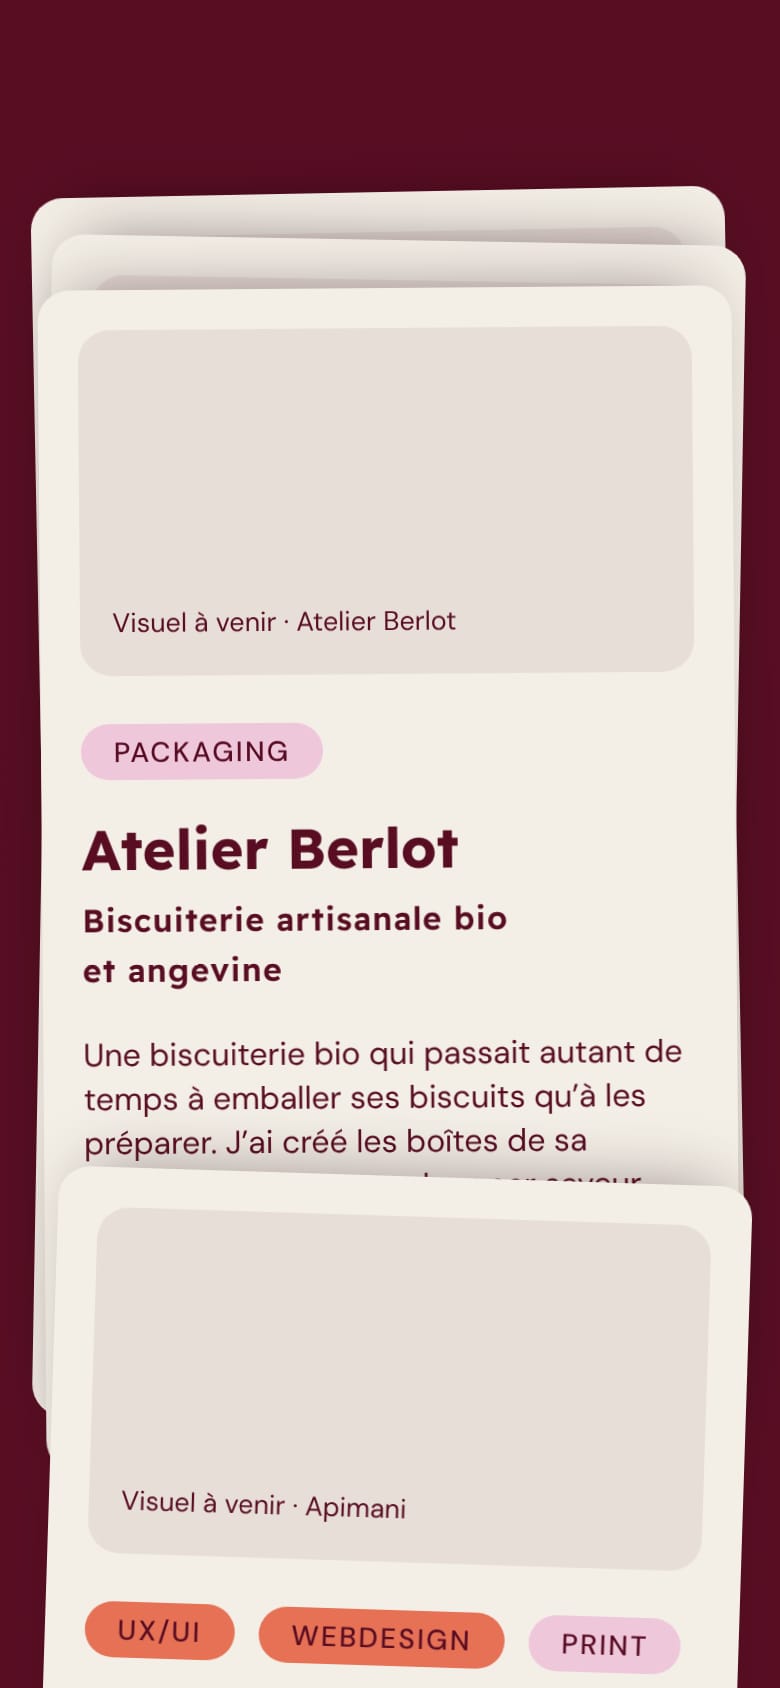 Visuel à venir · Atelier Berlot
PACKAGING
Atelier Berlot
Biscuiterie artisanale bio
et angevine
Une biscuiterie bio qui passait autant de
temps à emballer ses biscuits qu’à les
préparer. J’ai créé les boîtes de sa
saveur
Visuel à venir · Apimani
UX/UI
WEBDESIGN
PRINT